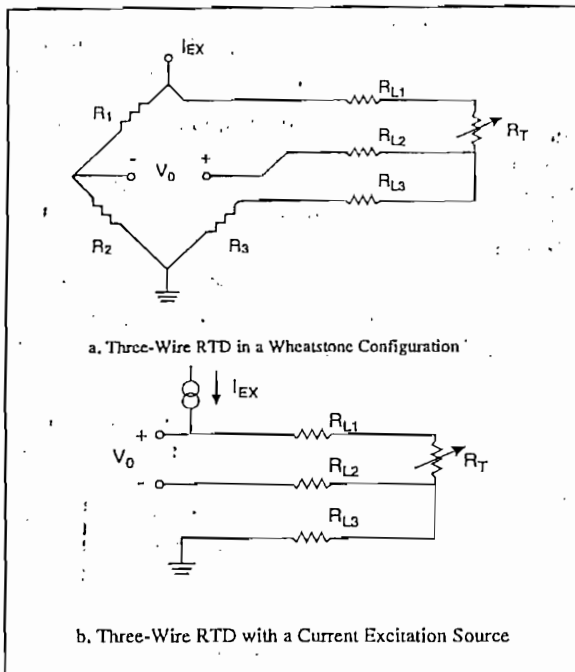 IEX
R1
RL1
RT
RL2
- V0 +
RL3
R2
R3
a. Three-Wire RTD in a Wheatstone Configuration
IEX
RL1
+
V0
RT
RL2
-
RL3
b. Three-Wire RTD with a Current Excitation Source